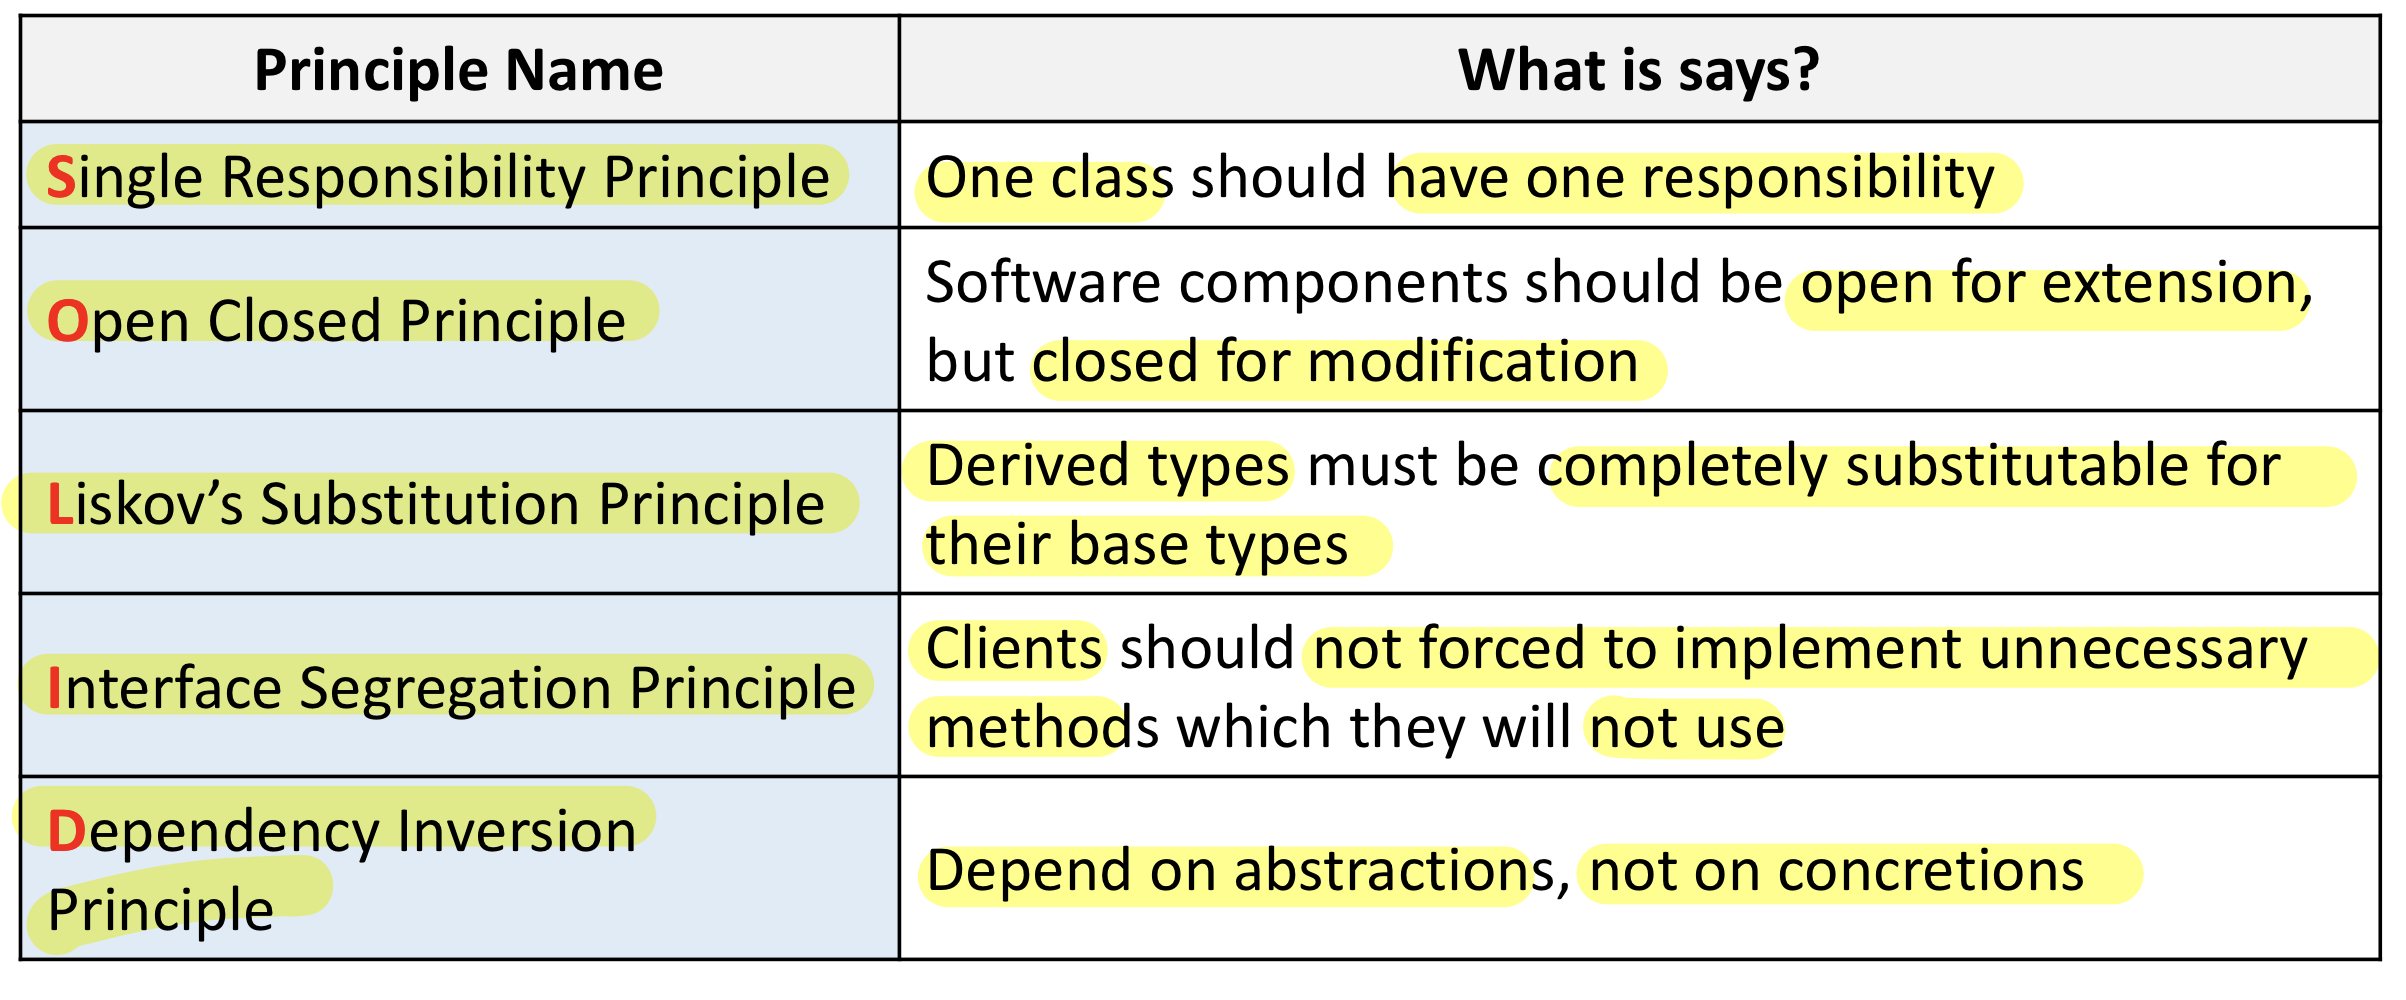 Principle Name
What is says?
Single Responsibility Principle
One class should have one responsibility
Open Closed Principle
Software components should be open for extension,
but closed for modification
Liskov’s Substitution Principle
Derived types must be completely substitutable for
their base types
Interface Segregation Principle
Clients should not forced to implement unnecessary
methods which they will not use
Dependency Inversion
Principle
Depend on abstractions, not on concretions